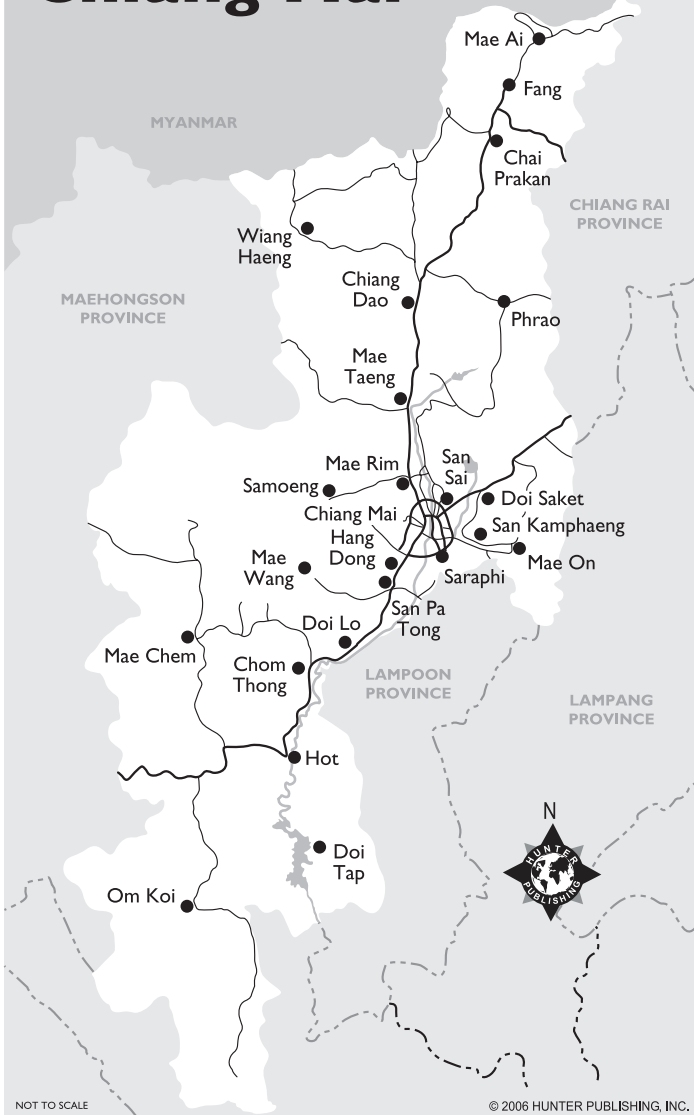 Chiang Mai
Mae Ai
Fang
MYANMAR
Chai
Prakan
CHIANG RAI
PROVINCE
Wiang
Haeng
Chiang
Dao
MAEHONGSON
PROVINCE
Phrao
Mae
Taeng
Mae Rim
San
Sai
Samoeng
Doi Saket
Chiang Mai
San Kamphaeng
Hang
Dong
Mae On
Mae
Wang
Saraphi
San Pa
Tong
Doi Lo
Mae Chem
Chom
Thong
LAMPOON
PROVINCE
LAMPANG
PROVINCE
Hot
N
HUNTER
PUBLISHING
Doi
Tap
Om Koi
NOT TO SCALE
© 2006 HUNTER PUBLISHING, INC.